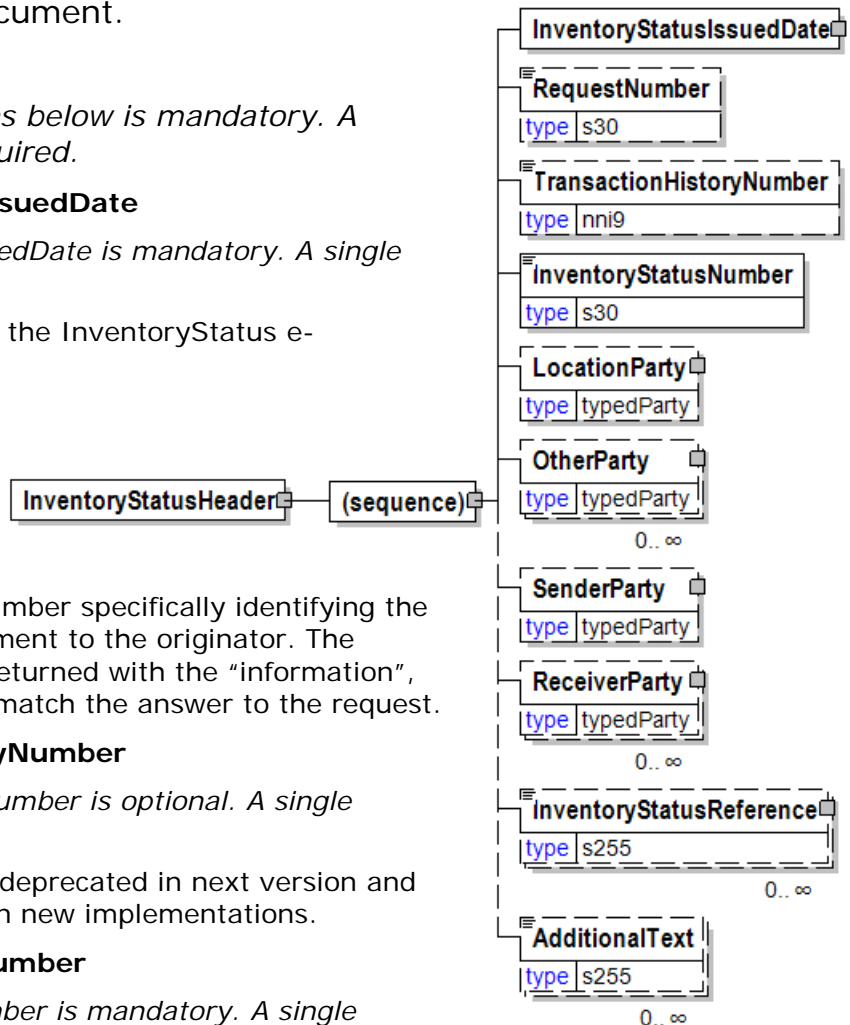 cument.
s below is mandatory. A
uired.
suedDate
edDate is mandatory. A single
the InventoryStatus e-
InventoryStatusHeader
(sequence)
umber specifically identifying the
ment to the originator. The
eturned with the “information”,
match the answer to the request.
yNumber
umber is optional. A single
deprecated in next version and
n new implementations.
umber
ber is mandatory. A single
InventoryStatusIssuedDate
RequestNumber
type s30
TransactionHistoryNumber
type nni9
InventoryStatusNumber
type s30
LocationParty
type typedParty
OtherParty
type typedParty
0.. ∞
SenderParty
type typedParty
ReceiverParty
type typedParty
0.. ∞
InventoryStatusReference
type s255
0.. ∞
AdditionalText
type s255
0.. ∞